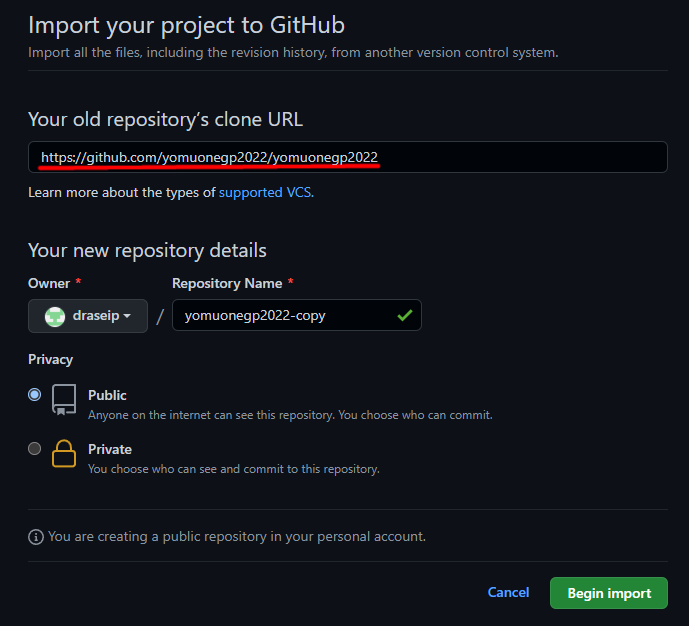 Import your project to GitHub
Import all the files, including the revision history, from another version control system.
Your old repository's clone URL
https://github.com/yomuonegp2022/yomuonegp2022
Learn more about the types of supported VCS.
Your new repository details
Owner * Repository Name *
draseip / yomuonegp2022-copy
Privacy
Public
Anyone on the internet can see this repository. You choose who can commit.
Private
You choose who can see and commit to this repository.
You are creating a public repository in your personal account.
Cancel Begin import